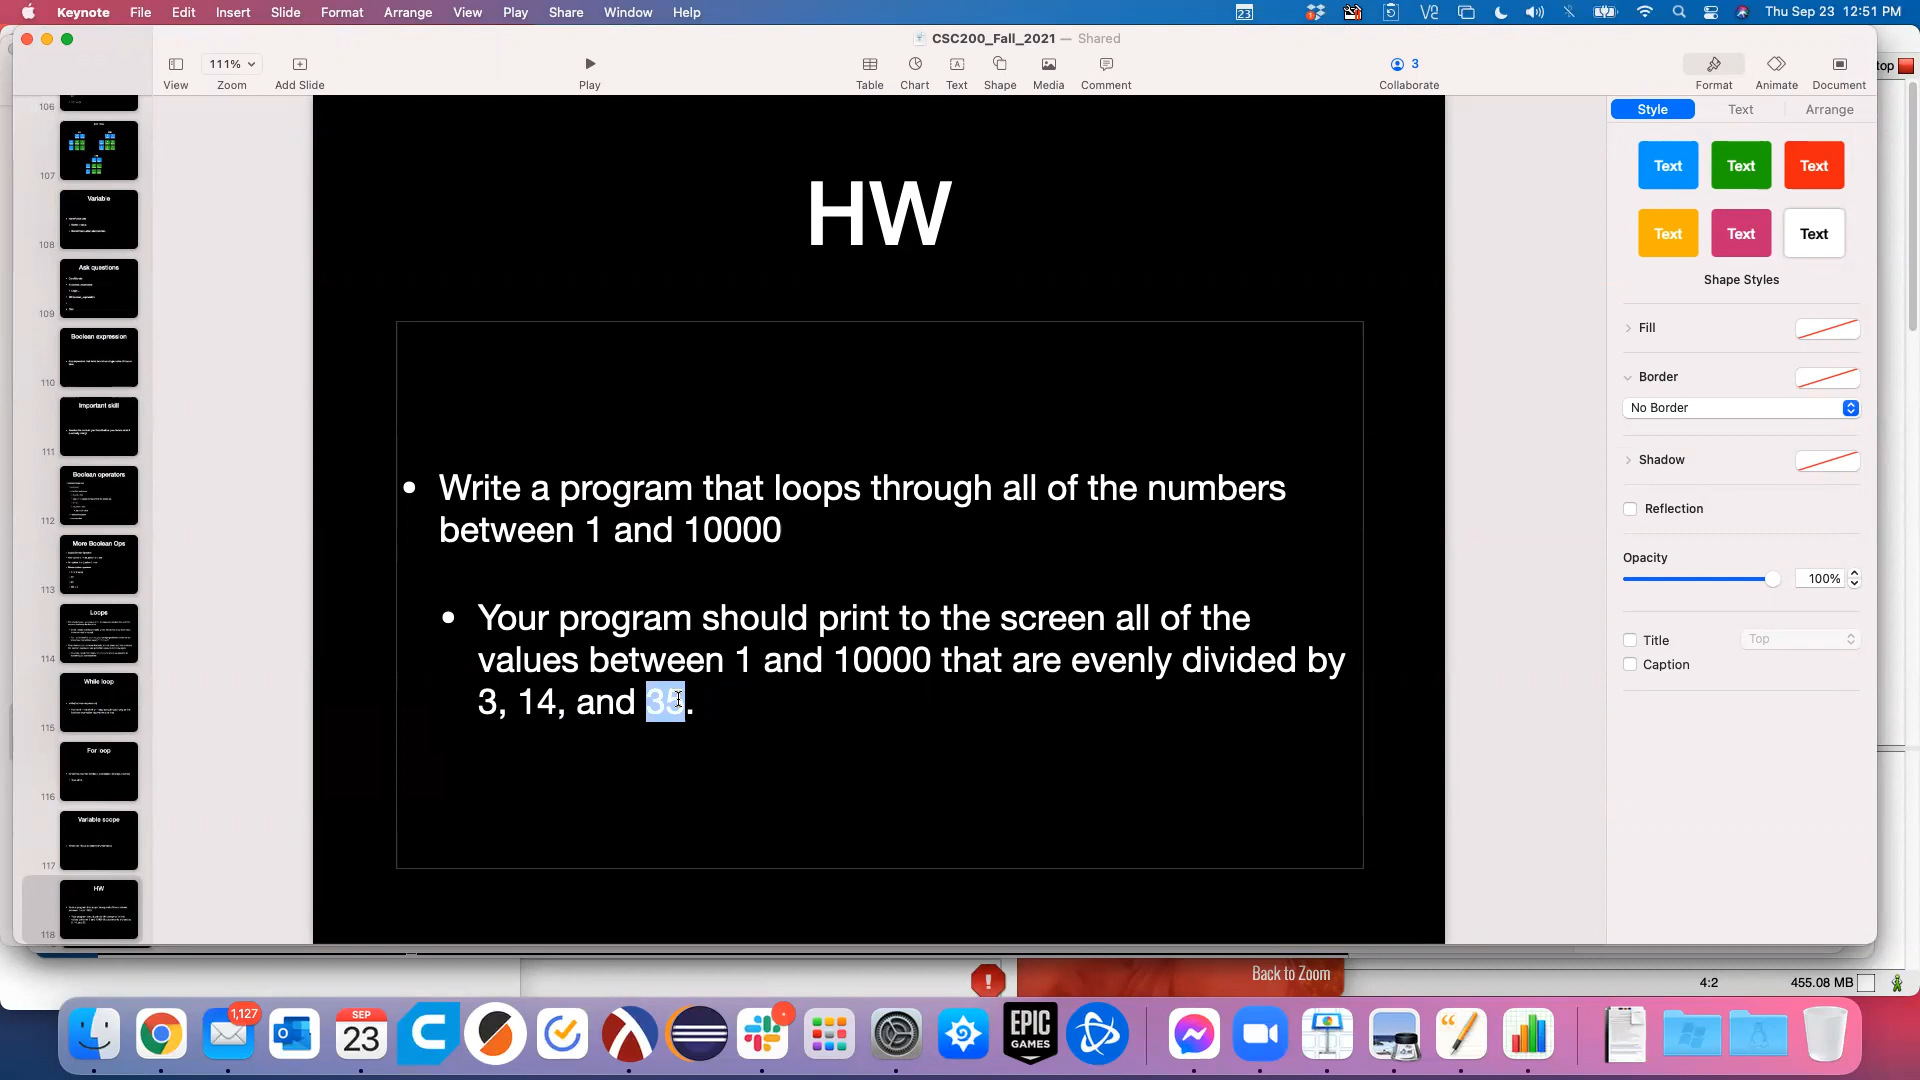 Keynote File Edit Insert Slide Format Arrange View Play Share Window Help
23
Thu Sep 23 12:51 PM
CSC200_Fall_2021 — Shared
111%
3
top
View Zoom Add Slide Play Table Chart Text Shape Media Comment Collaborate Format Animate Document
Style Text Arrange
106
107
Variable
108
Ask questions
109
Boolean expression
110
Important skill
111
Boolean operators
112
More Boolean Ops
113
Loops
114
While loop
115
For loop
116
Variable scope
117
HW
118
HW
• Write a program that loops through all of the numbers
between 1 and 10000
• Your program should print to the screen all of the
values between 1 and 10000 that are evenly divided by
3, 14, and 35.
Text Text Text
Text Text Text
Shape Styles
Fill
Border
No Border
Shadow
Reflection
Opacity
100%
Title Top
Caption
Back to Zoom
4:2 455.08 MB
1,127
SEP
23
EPIC
GAMES